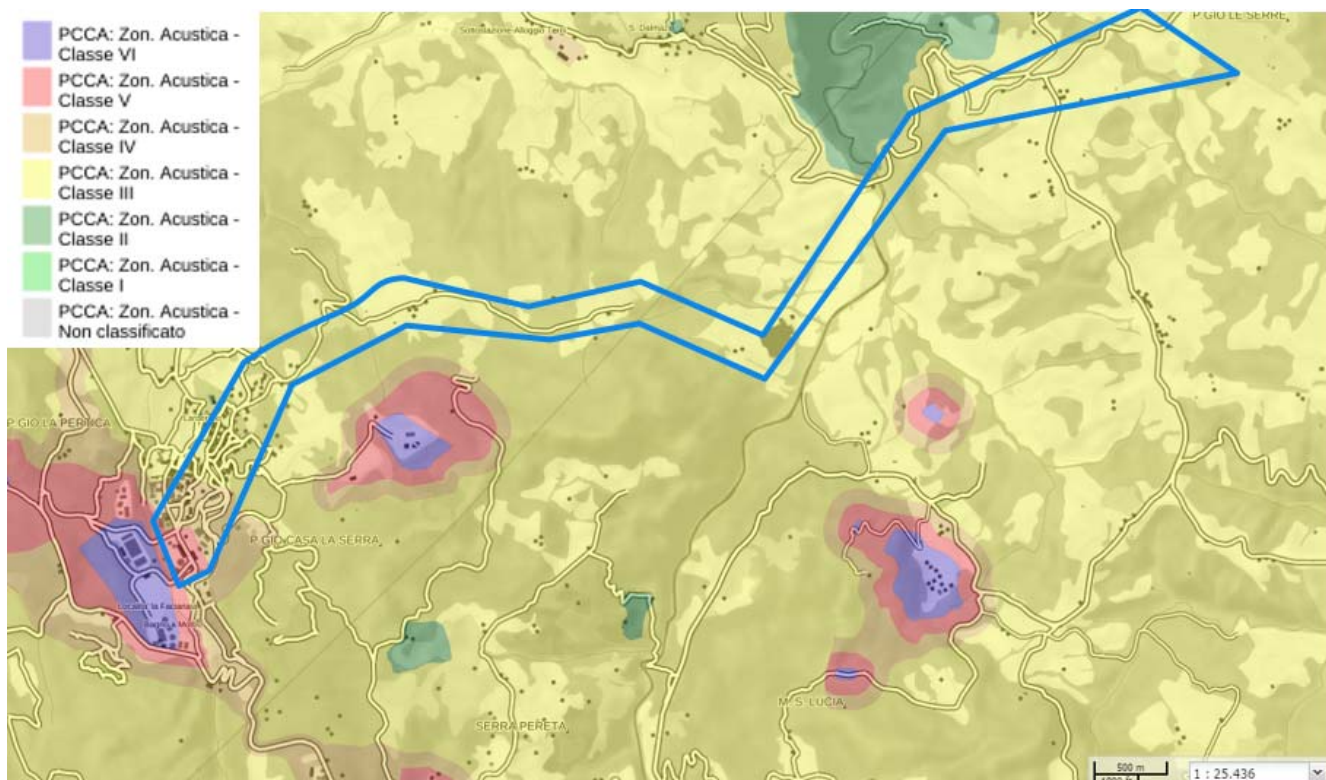 PCCA: Zon. Acustica -
Classe VI
PCCA: Zon. Acustica -
Classe V
PCCA: Zon. Acustica -
Classe IV
PCCA: Zon. Acustica -
Classe III
PCCA: Zon. Acustica -
Classe II
PCCA: Zon. Acustica -
Classe I
PCCA: Zon. Acustica -
Non classificato
P.GIO LE SERRE
S. Dalmazio
P.GIO LA PERTICA
P.GIO CASA LA SERRA
SERRA PERETA
M. S. LUCIA
500 m
1 : 25.436